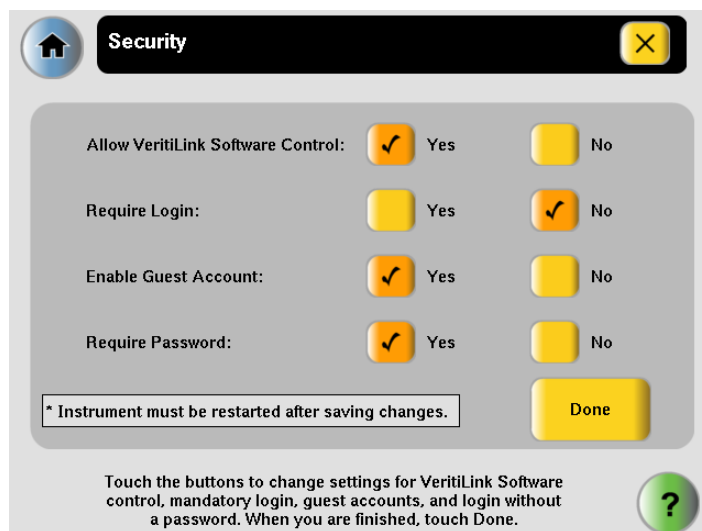 Security
Allow VeritiLink Software Control: Yes No
Require Login: Yes No
Enable Guest Account: Yes No
Require Password: Yes No
* Instrument must be restarted after saving changes.
Done
Touch the buttons to change settings for VeritiLink Software
control, mandatory login, guest accounts, and login without
a password. When you are finished, touch Done.
?